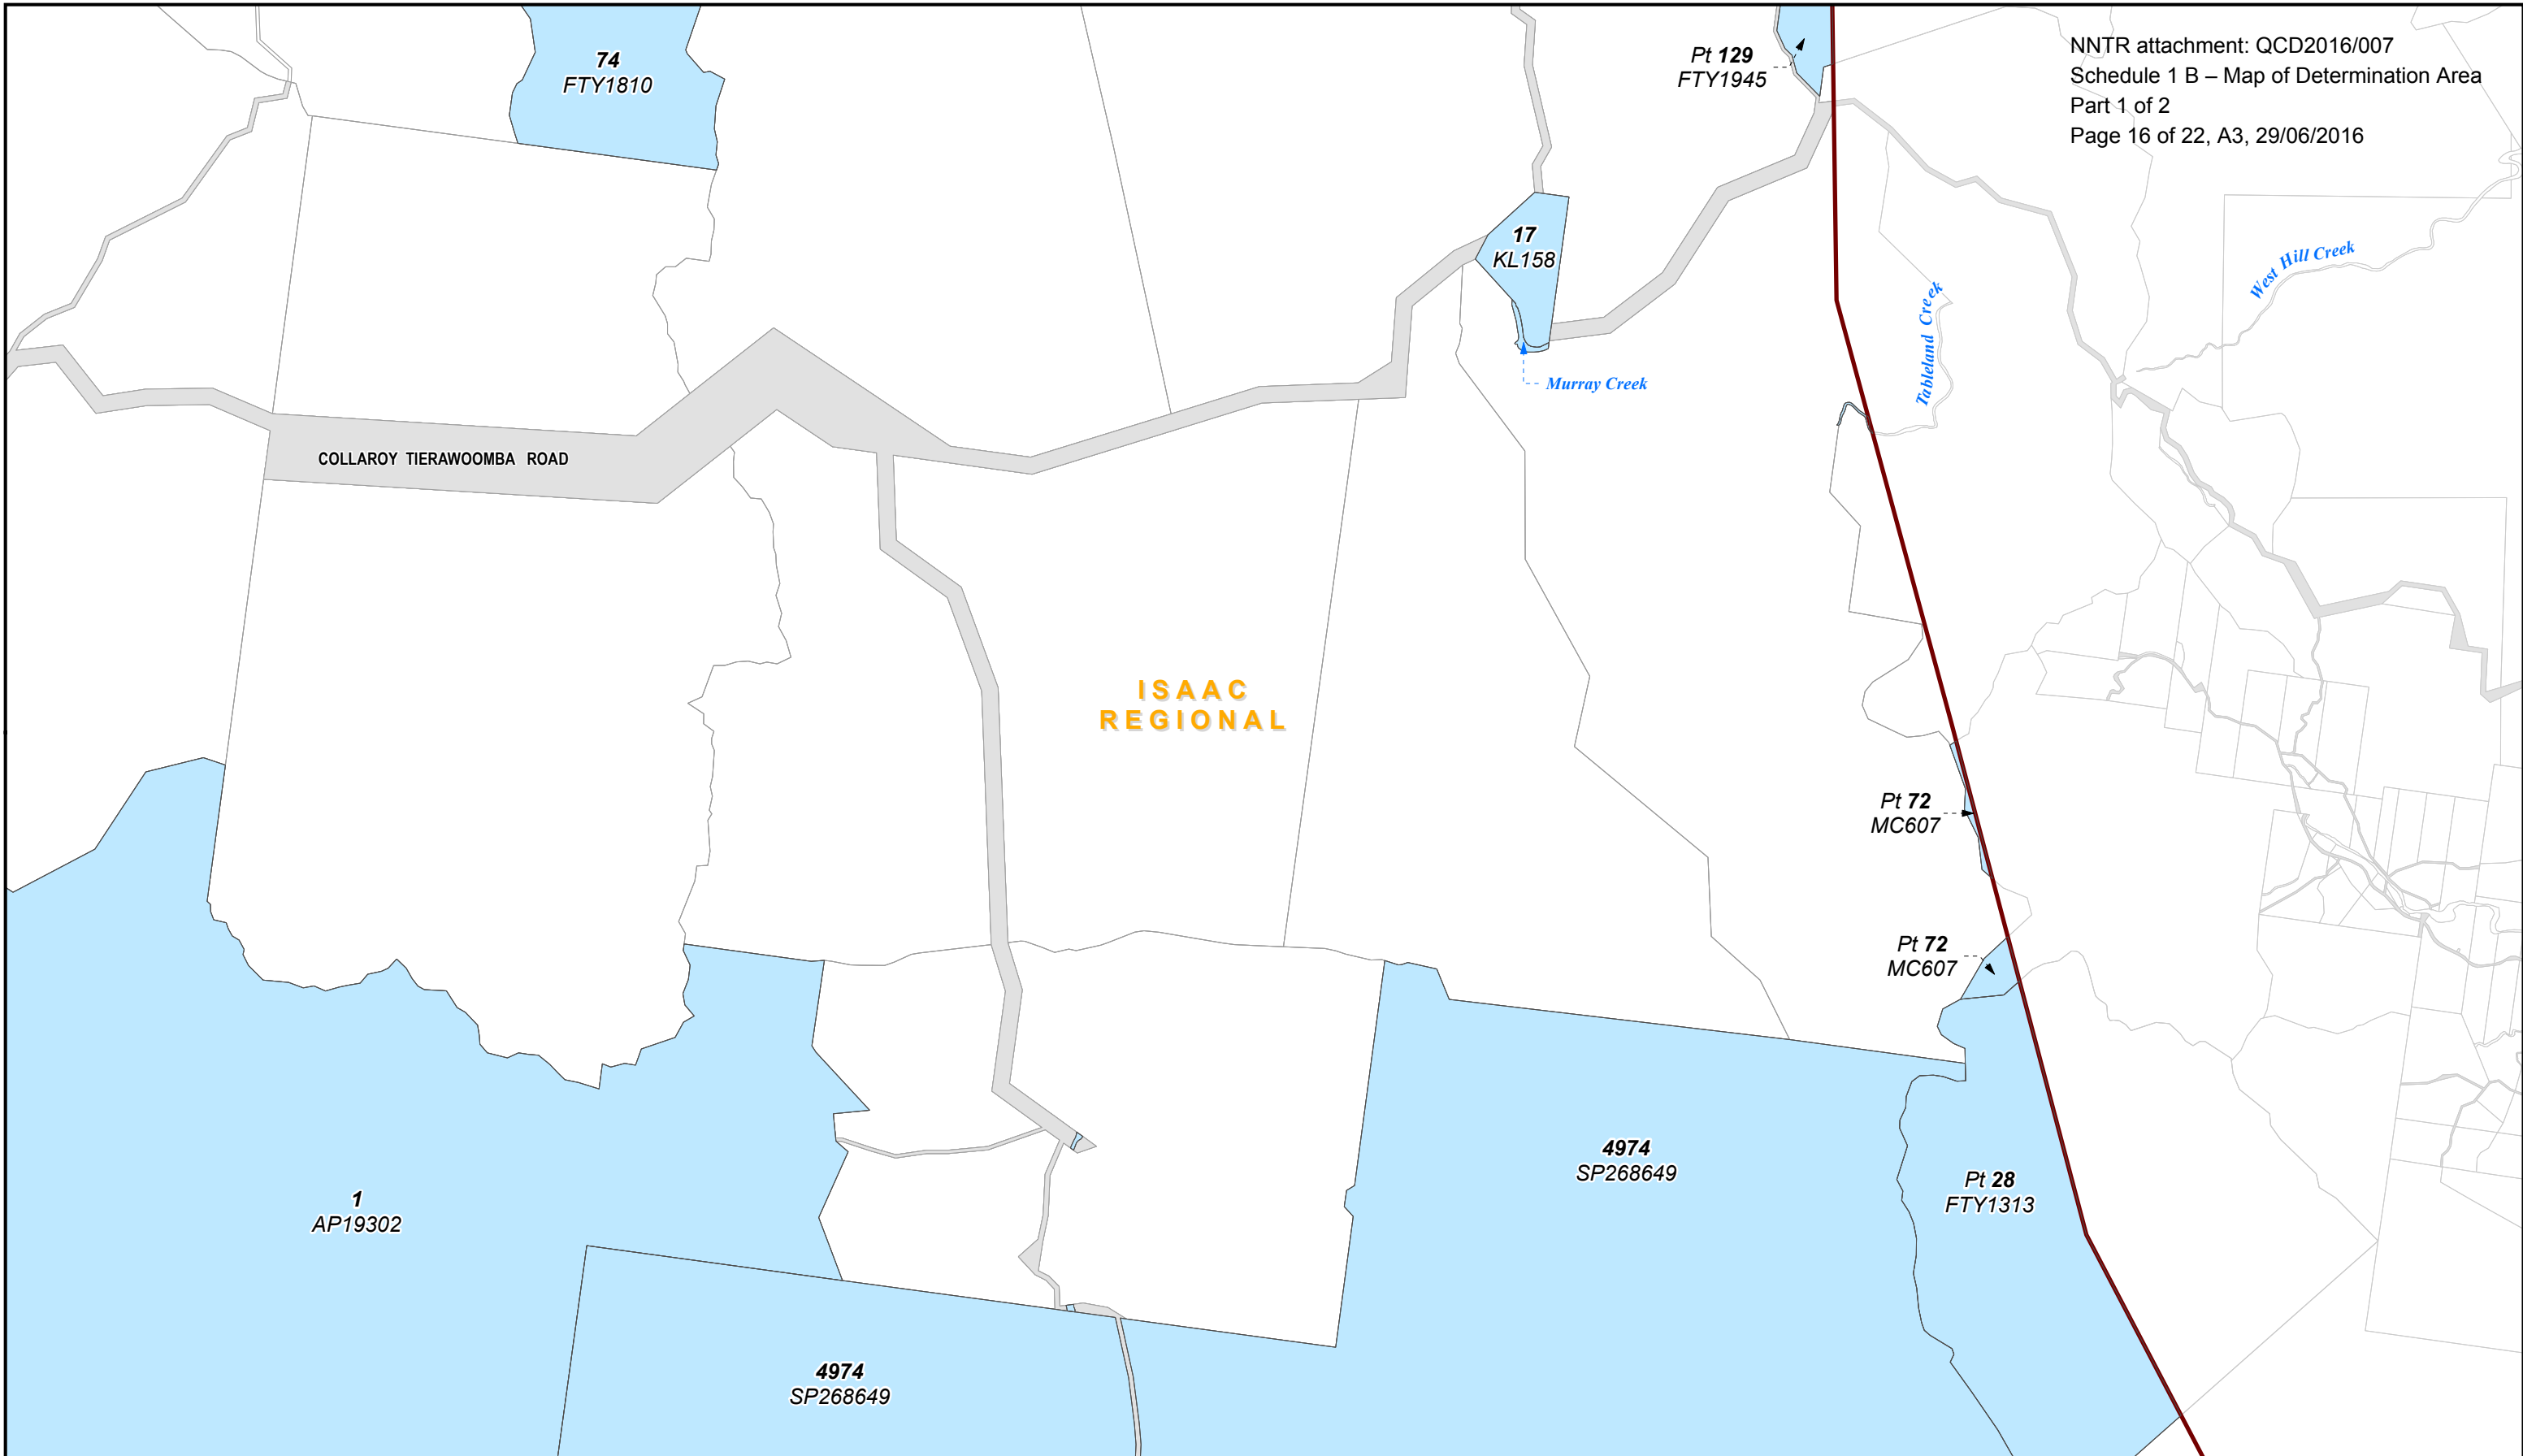 NNTR attachment: QCD2016/007
Schedule 1 B – Map of Determination Area
Part 1 of 2
Page 16 of 22, A3, 29/06/2016
74
FTY1810
Pt 129
FTY1945
17
KL158
West Hill Creek
Tableland Creek
Murray Creek
COLLAROY TIERAWOOMBA ROAD
ISAAC
REGIONAL
Pt 72
MC607
Pt 72
MC607
4974
SP268649
Pt 28
FTY1313
1
AP19302
4974
SP268649